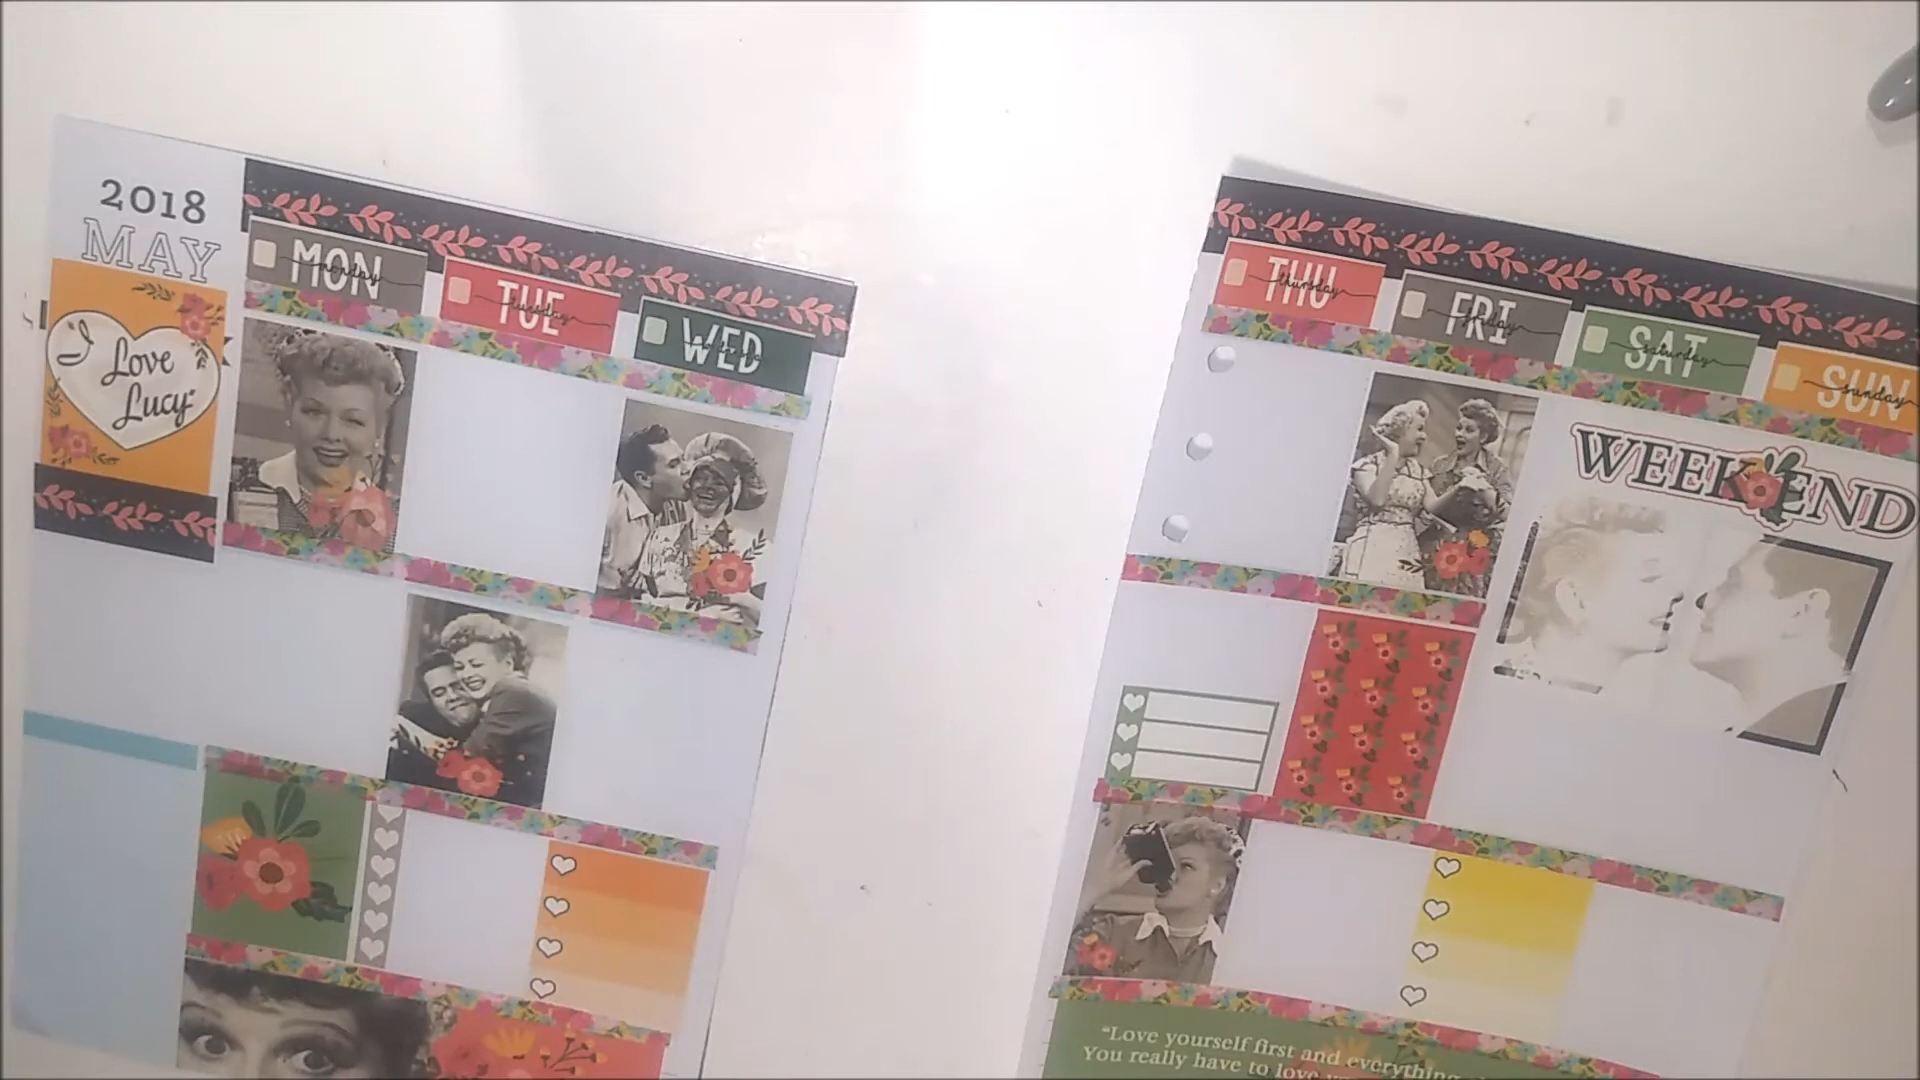 2018
MAY
"I
Love
Lucy"
MON
monday
TUE
tuesday
WED
THU
thursday
FRI
friday
SAT
saturday
SUN
sunday
WEEKEND
"Love yourself first and everything
You really have to love